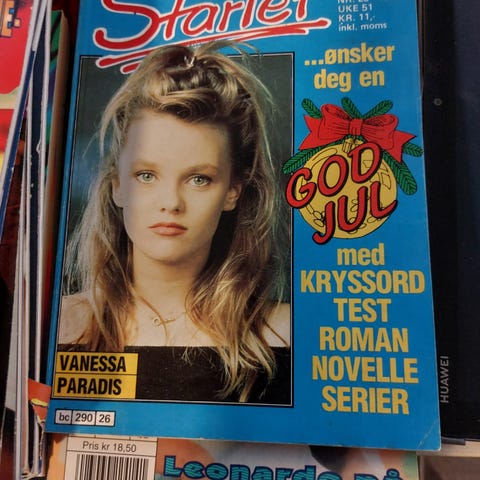 Starlet
UKE 51
KR. 11,-
inkl. moms
...ønsker
deg en
GOD
JUL
med
KRYSSORD
TEST
ROMAN
NOVELLE
SERIER
VANESSA
PARADIS
bc 290 26
HUAWEI
Pris kr 18,50